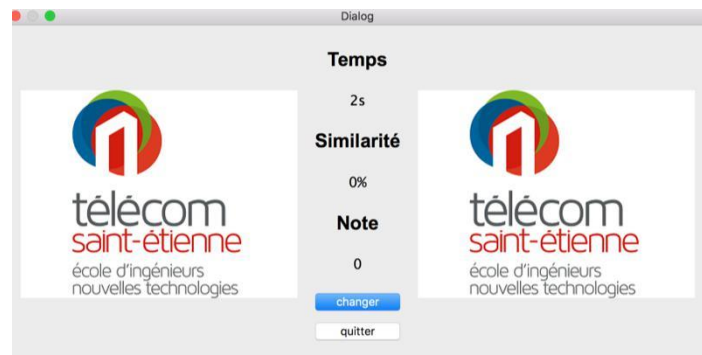 Dialog
Temps
2s
Similarité
0%
Note
0
changer
quitter
télécom
saint-étienne
école d'ingénieurs
nouvelles technologies
télécom
saint-étienne
école d'ingénieurs
nouvelles technologies